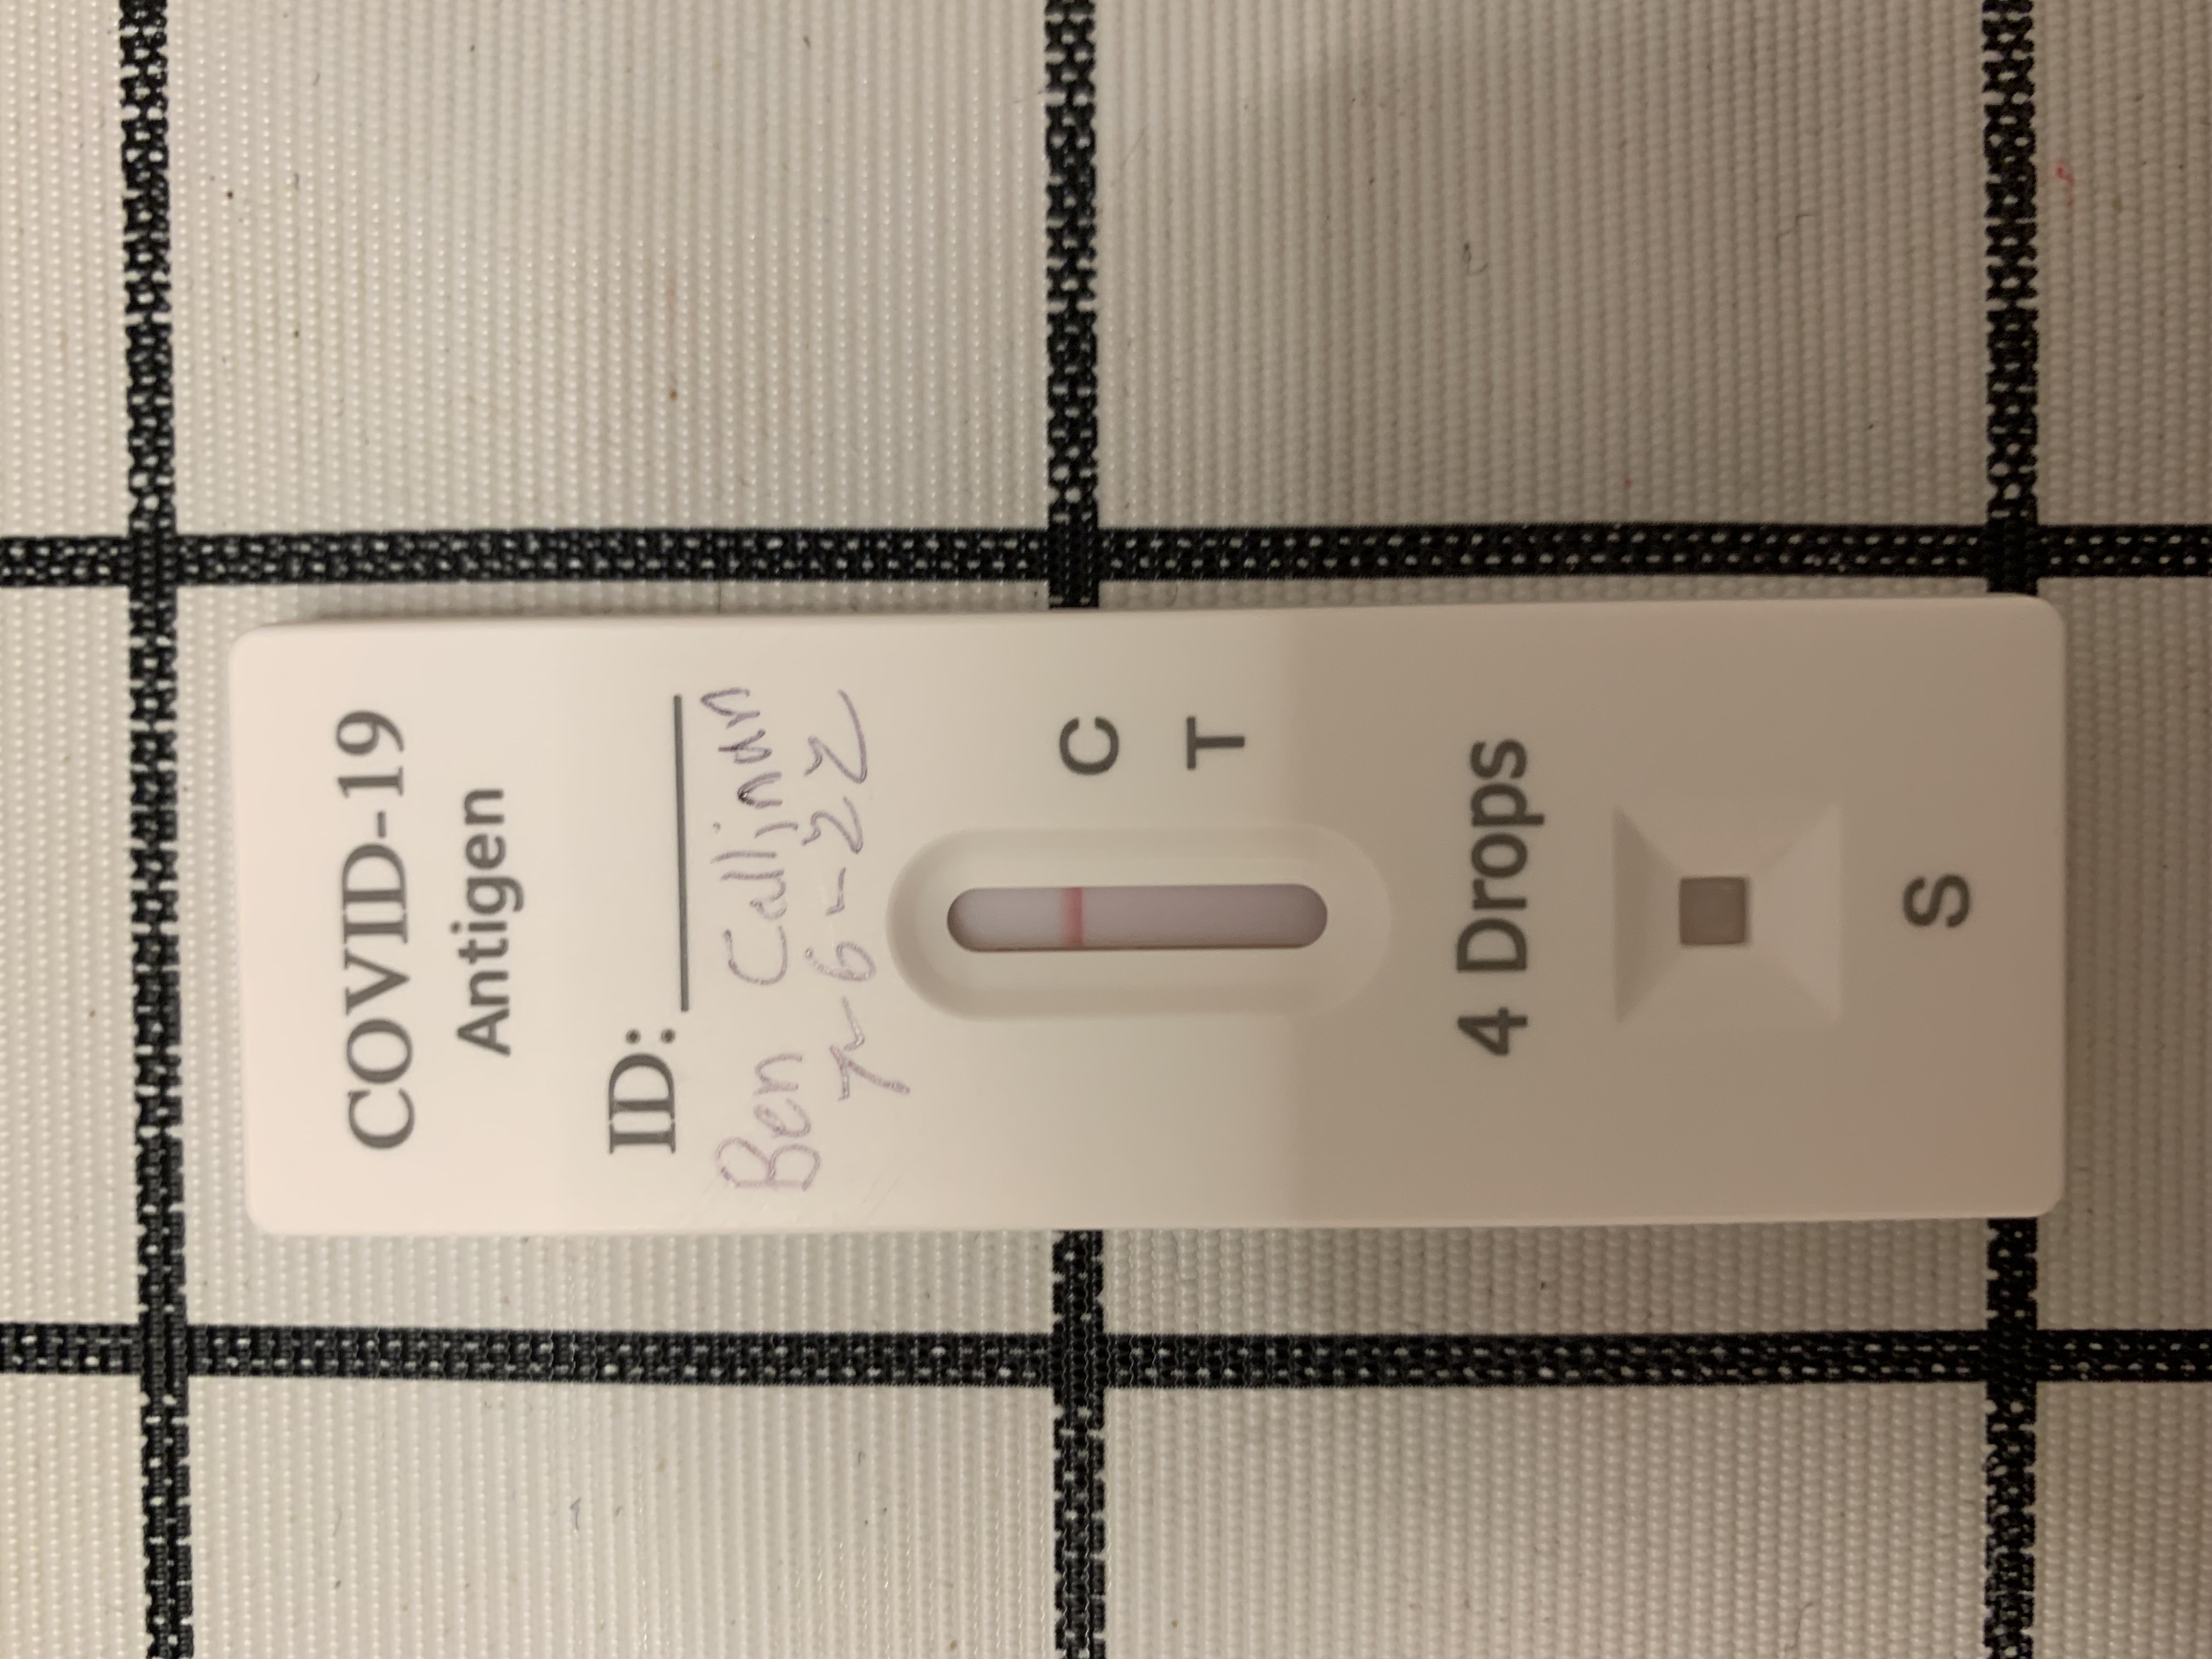 COVID-19
Antigen
ID:
Ben Callinan
7-6-22
C
T
4 Drops
S